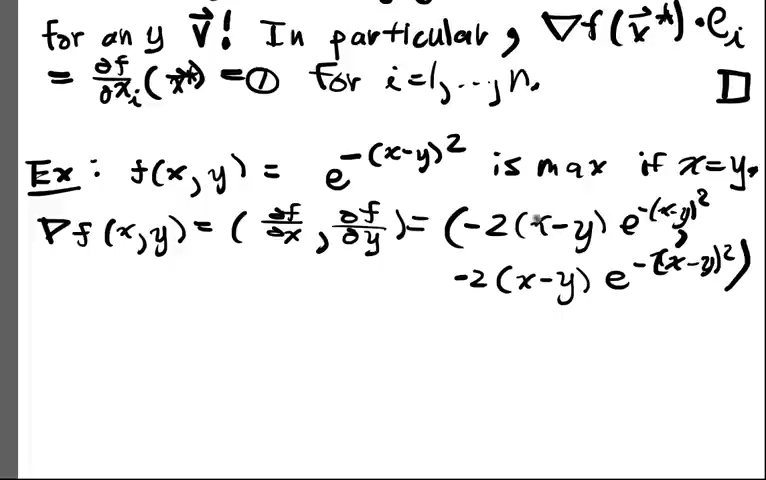 for any v⃗! In particular, ∇f(x⃗*)·eᵢ
= ∂f/∂xᵢ(x⃗*) = 0 for i=1,...,n. □
Ex: f(x,y) = e^-(x-y)² is max if x=y.
∇f(x,y) = (∂f/∂x, ∂f/∂y) = (-2(x-y) e^-(x-y)²,
-2(x-y) e^-(x-y)²)